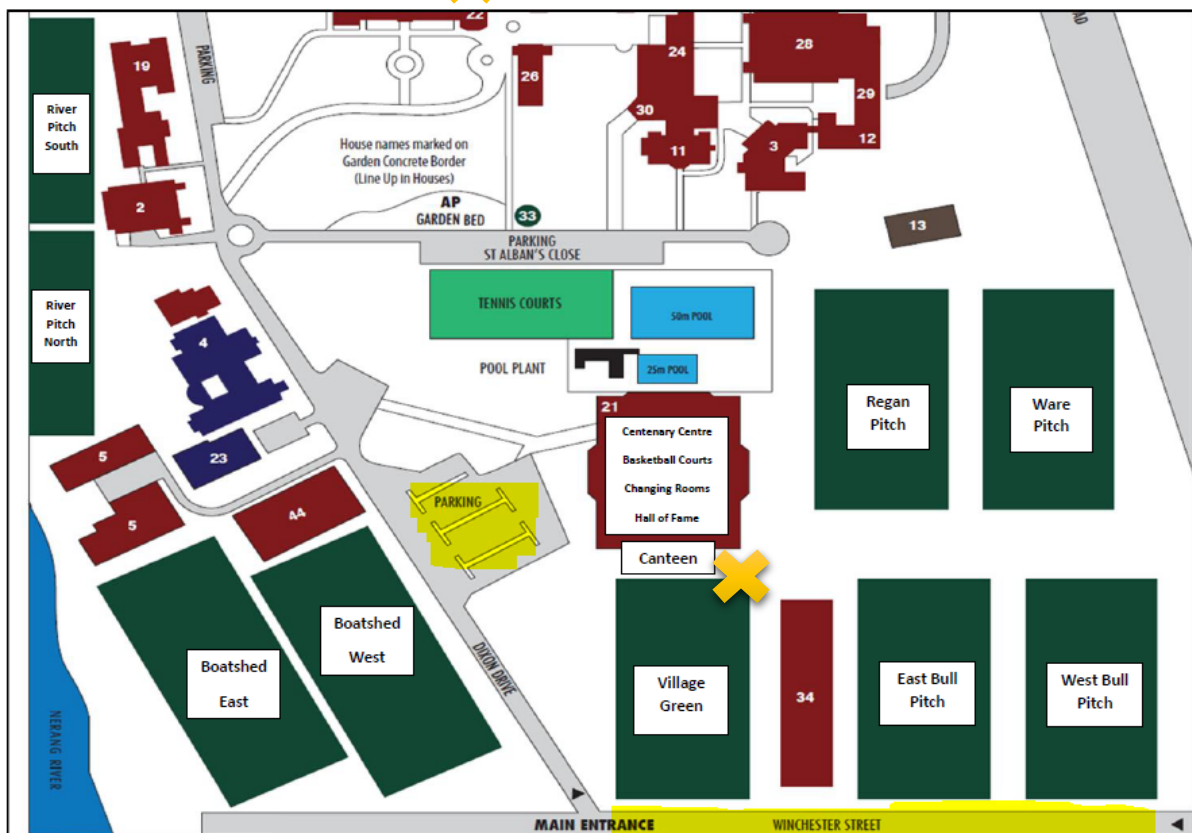 22
28
24
19
PARKING
AD
26
29
River
Pitch
South
30
12
House names marked on
Garden Concrete Border
(Line Up in Houses)
11
3
2
AP
GARDEN BED
33
13
PARKING
ST ALBAN'S CLOSE
River
Pitch
North
TENNIS COURTS
50m POOL
4
POOL PLANT
25m POOL
Regan
Pitch
Ware
Pitch
21
Centenary Centre
Basketball Courts
Changing Rooms
Hall of Fame
5
23
PARKING
5
44
Canteen
Boatshed
West
Boatshed
East
DIXON DRIVE
Village
Green
34
East Bull
Pitch
West Bull
Pitch
NERANG RIVER
MAIN ENTRANCE
WINCHESTER STREET